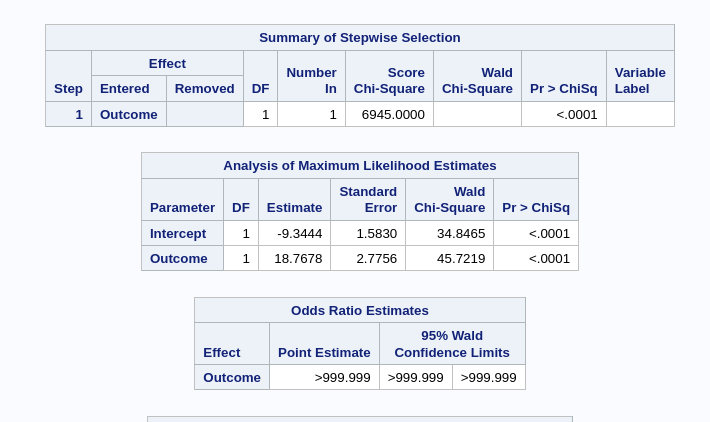 Summary of Stepwise Selection
Step Effect DF Number In Score Chi-Square Wald Chi-Square Pr > ChiSq Variable Label
Entered Removed
1 Outcome 1 1 6945.0000 <.0001
Analysis of Maximum Likelihood Estimates
Parameter DF Estimate Standard Error Wald Chi-Square Pr > ChiSq
Intercept 1 -9.3444 1.5830 34.8465 <.0001
Outcome 1 18.7678 2.7756 45.7219 <.0001
Odds Ratio Estimates
Effect Point Estimate 95% Wald Confidence Limits
Outcome >999.999 >999.999 >999.999